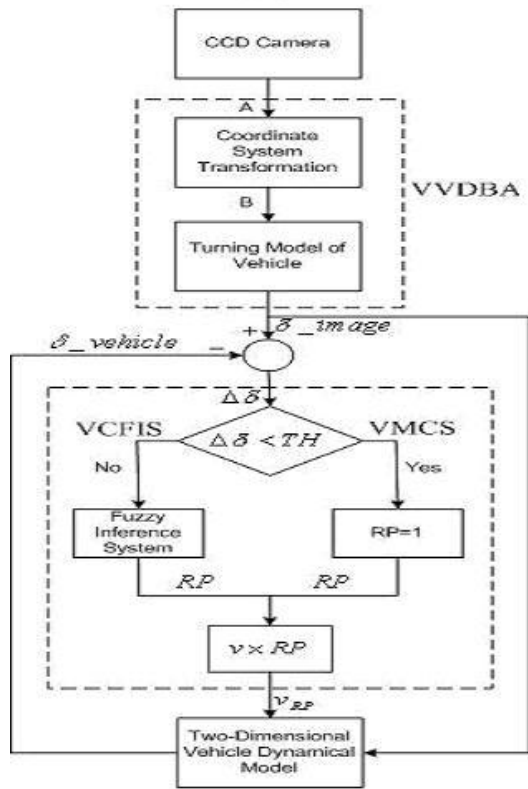 CCD Camera
A
Coordinate
System
Transformation
VVDBA
B
Turning Model of
Vehicle
+
δ_image
δ_vehicle
−
Δδ
VCFIS
VMCS
Δδ < TH
No
Yes
Fuzzy
Inference
System
RP=1
RP
RP
v × RP
v_RP
Two-Dimensional
Vehicle Dynamical
Model